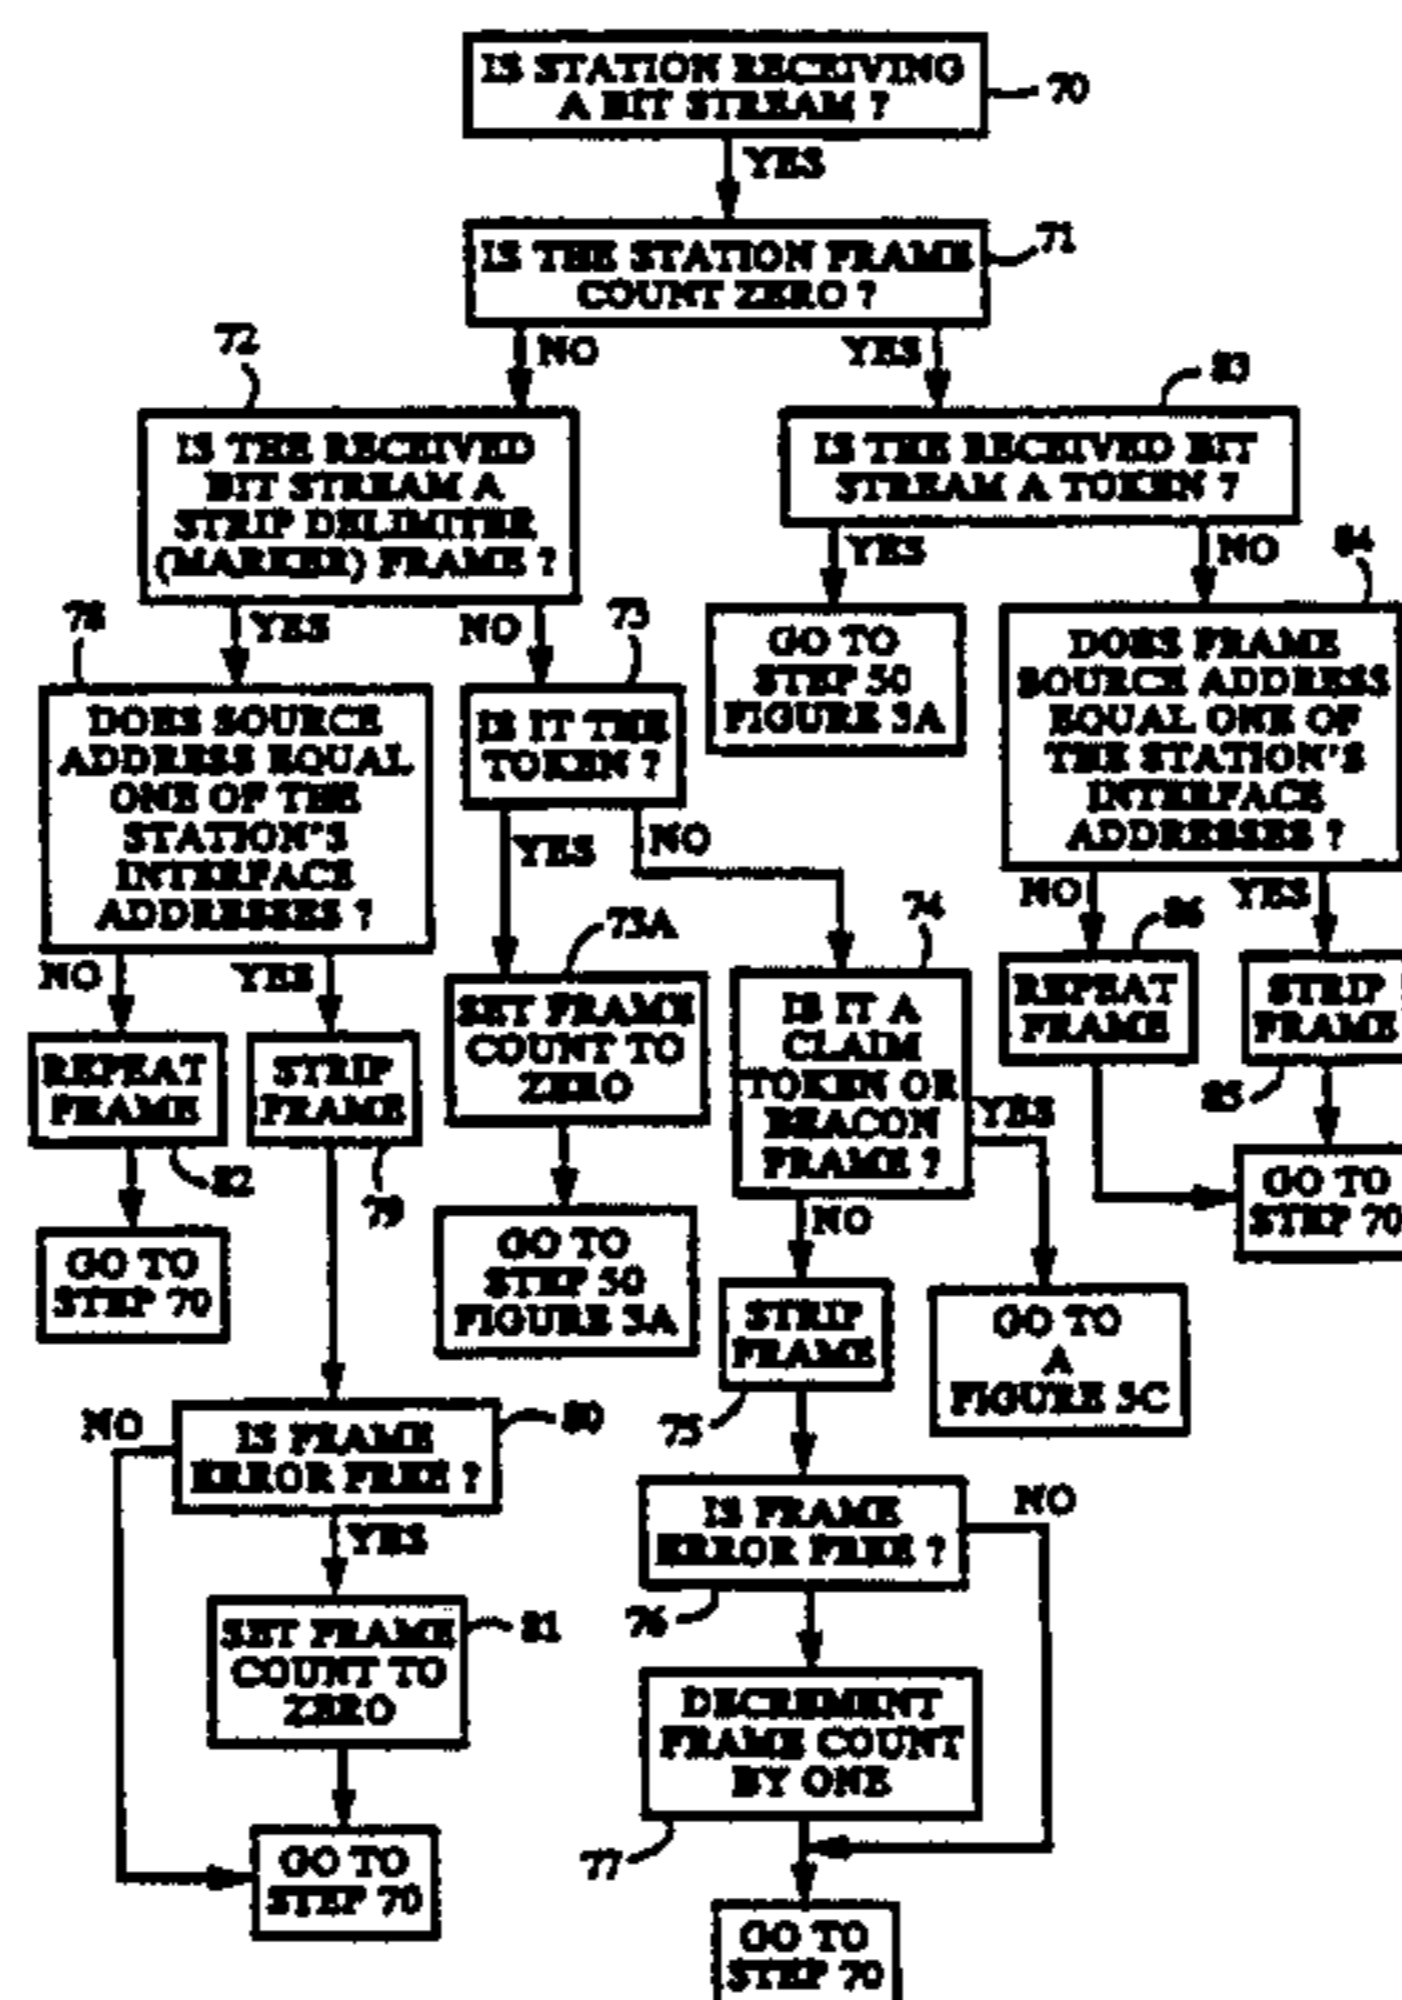 IS STATION RECEIVING
A BIT STREAM ?
70
YES
IS THE STATION FRAME
COUNT ZERO ?
71
NO
YES
72
83
IS THE RECEIVED
BIT STREAM A
STRIP DELIMITER
(MARKER) FRAME ?
IS THE RECEIVED BIT
STREAM A TOKEN ?
YES
NO
84
78
YES
NO
73
GO TO
STEP 50
FIGURE 3A
DOES FRAME
SOURCE ADDRESS
EQUAL ONE OF
THE STATION'S
INTERFACE
ADDRESSES ?
DOES SOURCE
ADDRESS EQUAL
ONE OF THE
STATION'S
INTERFACE
ADDRESSES ?
IS IT THE
TOKEN ?
YES
NO
NO
YES
73A
74
86
NO
YES
SET FRAME
COUNT TO
ZERO
IS IT A
CLAIM
TOKEN OR
BEACON
FRAME ?
REPEAT
FRAME
STRIP
FRAME
85
REPEAT
FRAME
STRIP
FRAME
YES
82
79
GO TO
STEP 70
GO TO
STEP 70
GO TO
STEP 50
FIGURE 3A
NO
STRIP
FRAME
75
GO TO
A
FIGURE 3C
NO
IS FRAME
ERROR FREE ?
80
YES
IS FRAME
ERROR FREE ?
NO
76
SET FRAME
COUNT TO
ZERO
81
DECREMENT
FRAME COUNT
BY ONE
77
GO TO
STEP 70
GO TO
STEP 70